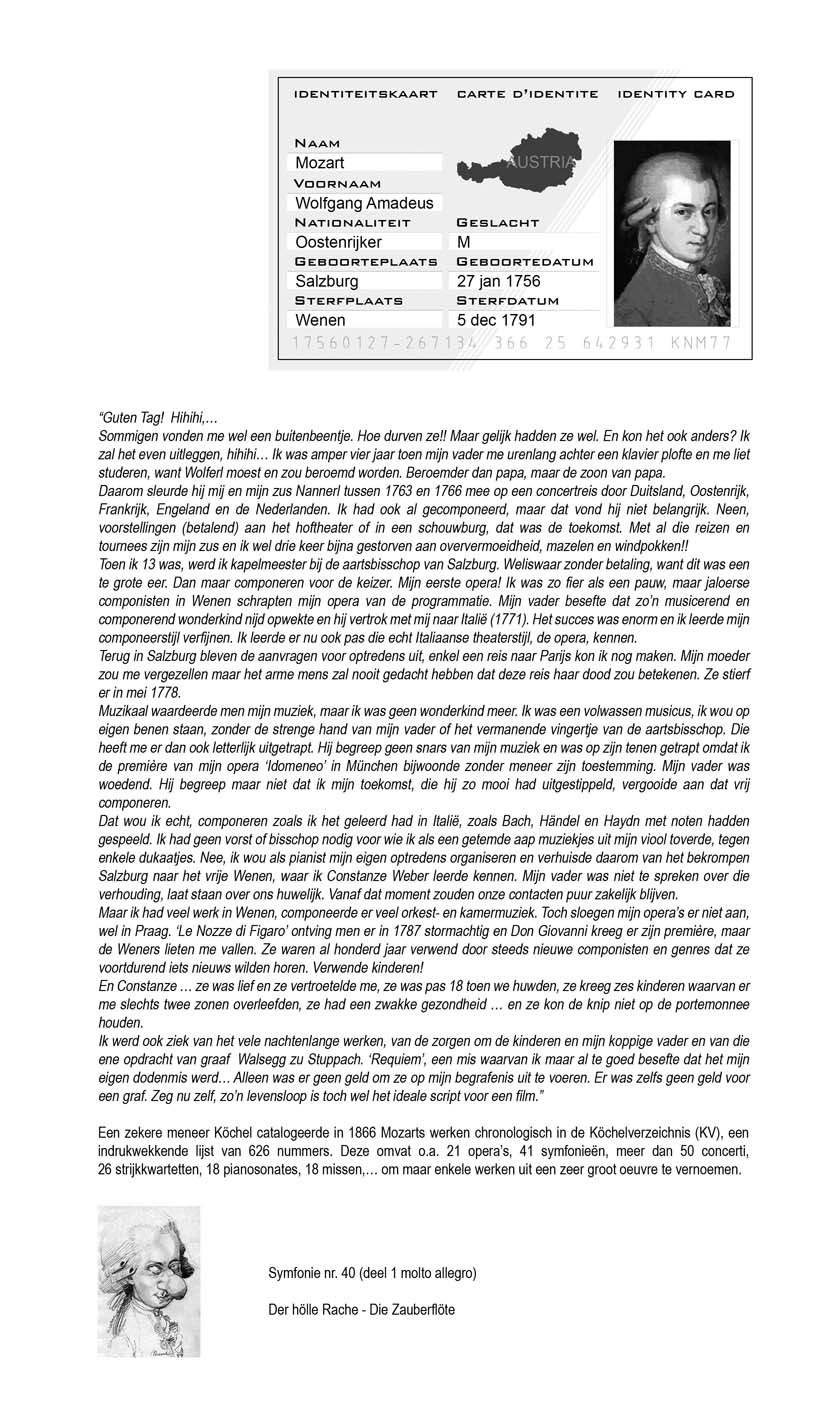 IDENTITEITSKAART CARTE D'IDENTITE IDENTITY CARD
NAAM
AUSTRIA
Mozart
VOORNAAM
Wolfgang Amadeus
NATIONALITEIT GESLACHT
Oostenrijker M
GEBOORTEPLAATS GEBOORTEDATUM
Salzburg 27 jan 1756
STERFPLAATS STERFDATUM
Wenen 5 dec 1791
17560127-267134 366 25 642931 KNM77
“Guten Tag! Hihihi,…
Sommigen vonden me wel een buitenbeentje. Hoe durven ze!! Maar gelijk hadden ze wel. En kon het ook anders? Ik
zal het even uitleggen, hihihi… Ik was amper vier jaar toen mijn vader me urenlang achter een klavier plofte en me liet
studeren, want Wolferl moest en zou beroemd worden. Beroemder dan papa, maar de zoon van papa.
Daarom sleurde hij mij en mijn zus Nannerl tussen 1763 en 1766 mee op een concertreis door Duitsland, Oostenrijk,
Frankrijk, Engeland en de Nederlanden. Ik had ook al gecomponeerd, maar dat vond hij niet belangrijk. Neen,
voorstellingen (betalend) aan het hoftheater of in een schouwburg, dat was de toekomst. Met al die reizen en
tournees zijn mijn zus en ik wel drie keer bijna gestorven aan oververmoeidheid, mazelen en windpokken!!
Toen ik 13 was, werd ik kapelmeester bij de aartsbisschop van Salzburg. Weliswaar zonder betaling, want dit was een
te grote eer. Dan maar componeren voor de keizer. Mijn eerste opera! Ik was zo fier als een pauw, maar jaloerse
componisten in Wenen schrapten mijn opera van de programmatie. Mijn vader besefte dat zo’n musicerend en
componerend wonderkind nijd opwekte en hij vertrok met mij naar Italië (1771). Het succes was enorm en ik leerde mijn
componeerstijl verfijnen. Ik leerde er nu ook pas die echt Italiaanse theaterstijl, de opera, kennen.
Terug in Salzburg bleven de aanvragen voor optredens uit, enkel een reis naar Parijs kon ik nog maken. Mijn moeder
zou me vergezellen maar het arme mens zal nooit gedacht hebben dat deze reis haar dood zou betekenen. Ze stierf
er in mei 1778.
Muzikaal waardeerde men mijn muziek, maar ik was geen wonderkind meer. Ik was een volwassen musicus, ik wou op
eigen benen staan, zonder de strenge hand van mijn vader of het vermanende vingertje van de aartsbisschop. Die
heeft me er dan ook letterlijk uitgetrapt. Hij begreep geen snars van mijn muziek en was op zijn tenen getrapt omdat ik
de première van mijn opera ‘Idomeneo’ in München bijwoonde zonder meneer zijn toestemming. Mijn vader was
woedend. Hij begreep maar niet dat ik mijn toekomst, die hij zo mooi had uitgestippeld, vergooide aan dat vrij
componeren.
Dat wou ik echt, componeren zoals ik het geleerd had in Italië, zoals Bach, Händel en Haydn met noten hadden
gespeeld. Ik had geen vorst of bisschop nodig voor wie ik als een getemde aap muziekjes uit mijn viool toverde, tegen
enkele dukaatjes. Nee, ik wou als pianist mijn eigen optredens organiseren en verhuisde daarom van het bekrompen
Salzburg naar het vrije Wenen, waar ik Constanze Weber leerde kennen. Mijn vader was niet te spreken over die
verhouding, laat staan over ons huwelijk. Vanaf dat moment zouden onze contacten puur zakelijk blijven.
Maar ik had veel werk in Wenen, componeerde er veel orkest- en kamermuziek. Toch sloegen mijn opera’s er niet aan,
wel in Praag. ‘Le Nozze di Figaro’ ontving men er in 1787 stormachtig en Don Giovanni kreeg er zijn première, maar
de Weners lieten me vallen. Ze waren al honderd jaar verwend door steeds nieuwe componisten en genres dat ze
voortdurend iets nieuws wilden horen. Verwende kinderen!
En Constanze … ze was lief en ze vertroetelde me, ze was pas 18 toen we huwden, ze kreeg zes kinderen waarvan er
me slechts twee zonen overleefden, ze had een zwakke gezondheid … en ze kon de knip niet op de portemonnee
houden.
Ik werd ook ziek van het vele nachtenlange werken, van de zorgen om de kinderen en mijn koppige vader en van die
ene opdracht van graaf Walsegg zu Stuppach. ‘Requiem’, een mis waarvan ik maar al te goed besefte dat het mijn
eigen dodenmis werd… Alleen was er geen geld om ze op mijn begrafenis uit te voeren. Er was zelfs geen geld voor
een graf. Zeg nu zelf, zo’n levensloop is toch wel het ideale script voor een film.”
Een zekere meneer Köchel catalogeerde in 1866 Mozarts werken chronologisch in de Köchelverzeichnis (KV), een
indrukwekkende lijst van 626 nummers. Deze omvat o.a. 21 opera’s, 41 symfonieën, meer dan 50 concerti,
26 strijkkwartetten, 18 pianosonates, 18 missen,… om maar enkele werken uit een zeer groot oeuvre te vernoemen.
Symfonie nr. 40 (deel 1 molto allegro)
Der hölle Rache - Die Zauberflöte